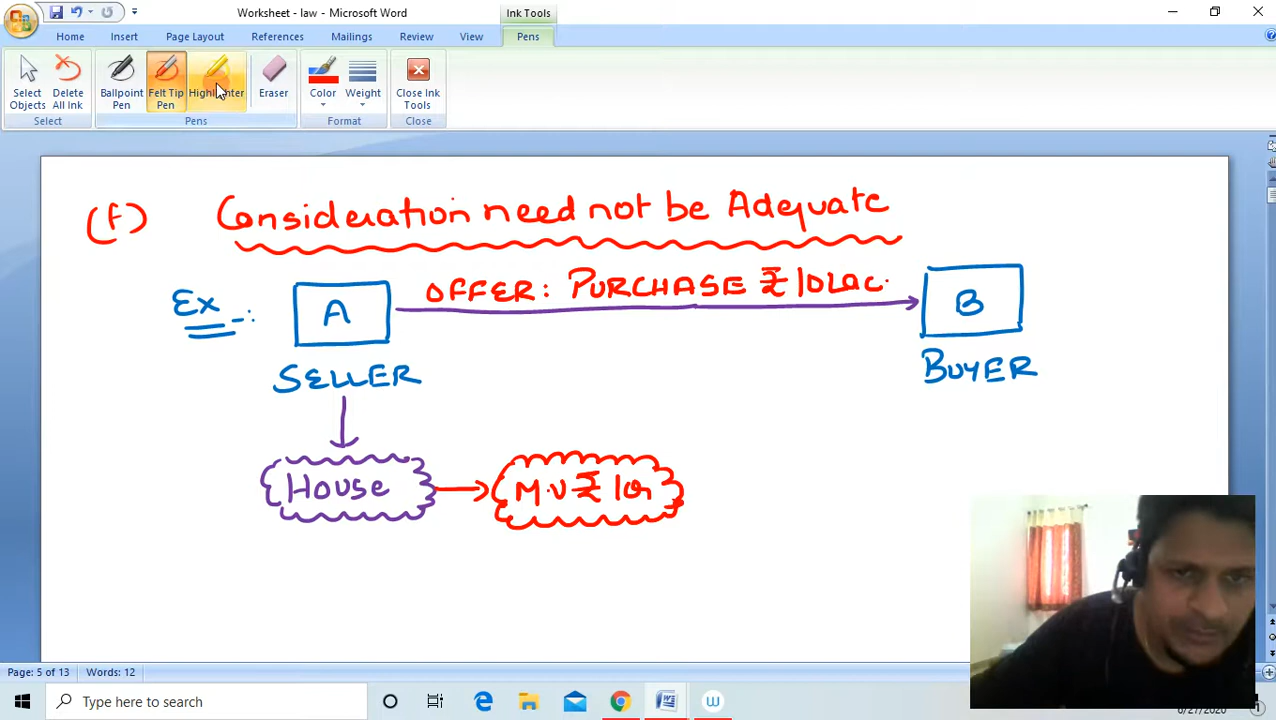 Worksheet - law - Microsoft Word
Ink Tools
Home Insert Page Layout References Mailings Review View Pens
Select Objects
Delete All Ink
Ballpoint Pen
Felt Tip Pen
Highlighter
Eraser
Color
Weight
Close Ink Tools
Select Pens Format Close
(f) Consideration need not be Adequate
OFFER: PURCHASE ₹ 10 Lac.
Ex -: A B
SELLER BUYER
House M.V ₹ 1cr
Page: 5 of 13 Words: 12
Type here to search
6/27/2020